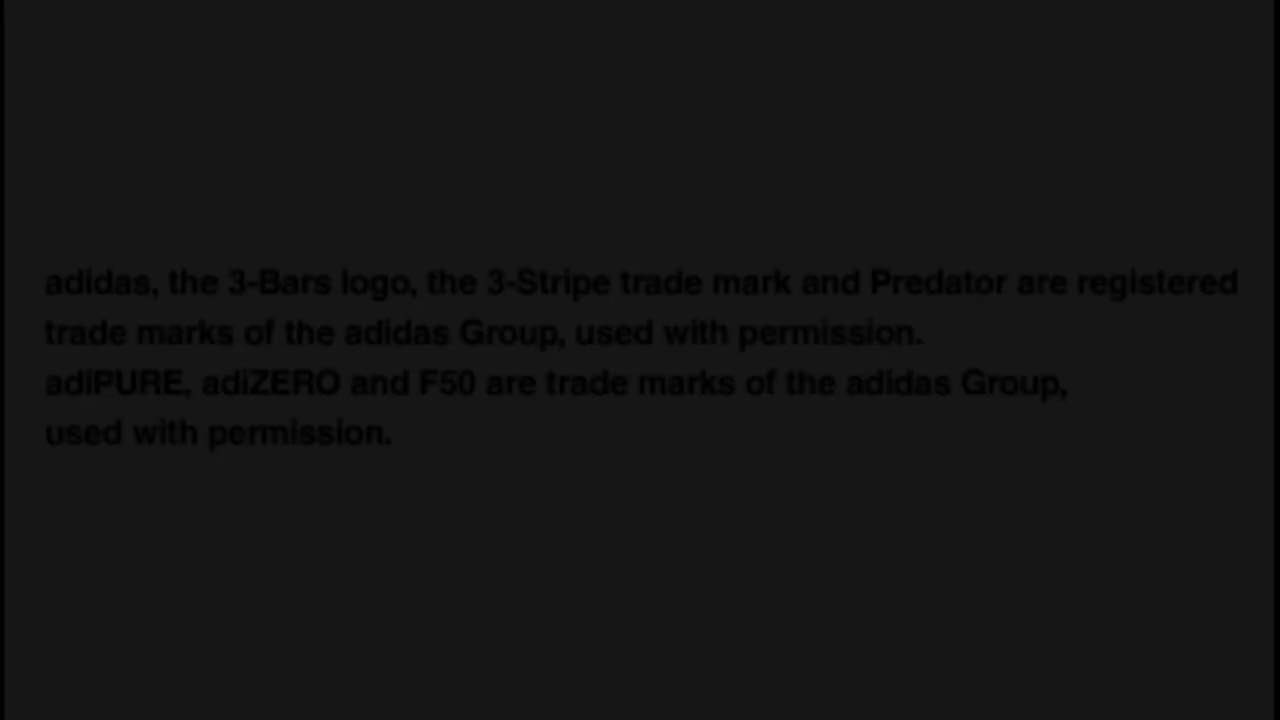 adidas, the 3-Bars logo, the 3-Stripe trade mark and Predator are registered
trade marks of the adidas Group, used with permission.
adiPURE, adiZERO and F50 are trade marks of the adidas Group,
used with permission.